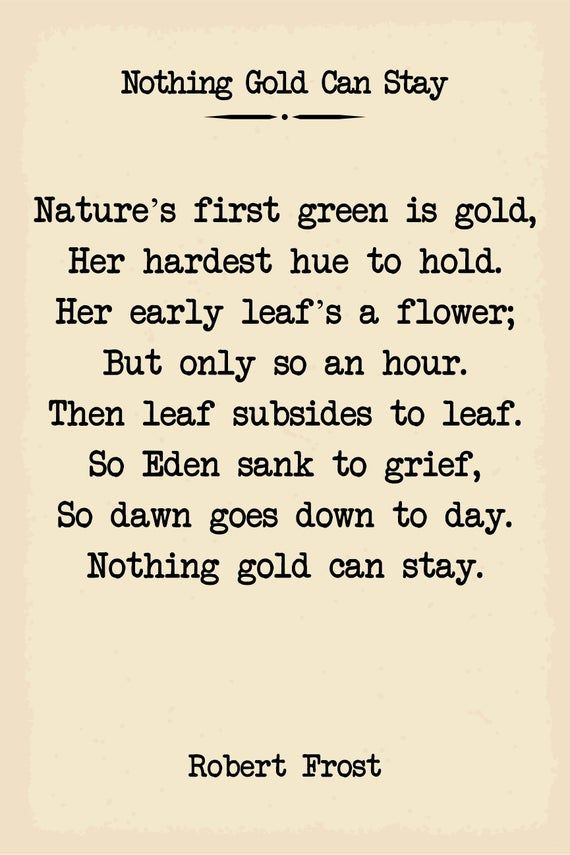 Nothing Gold Can Stay
Nature’s first green is gold,
Her hardest hue to hold.
Her early leaf’s a flower;
But only so an hour.
Then leaf subsides to leaf.
So Eden sank to grief,
So dawn goes down to day.
Nothing gold can stay.
Robert Frost